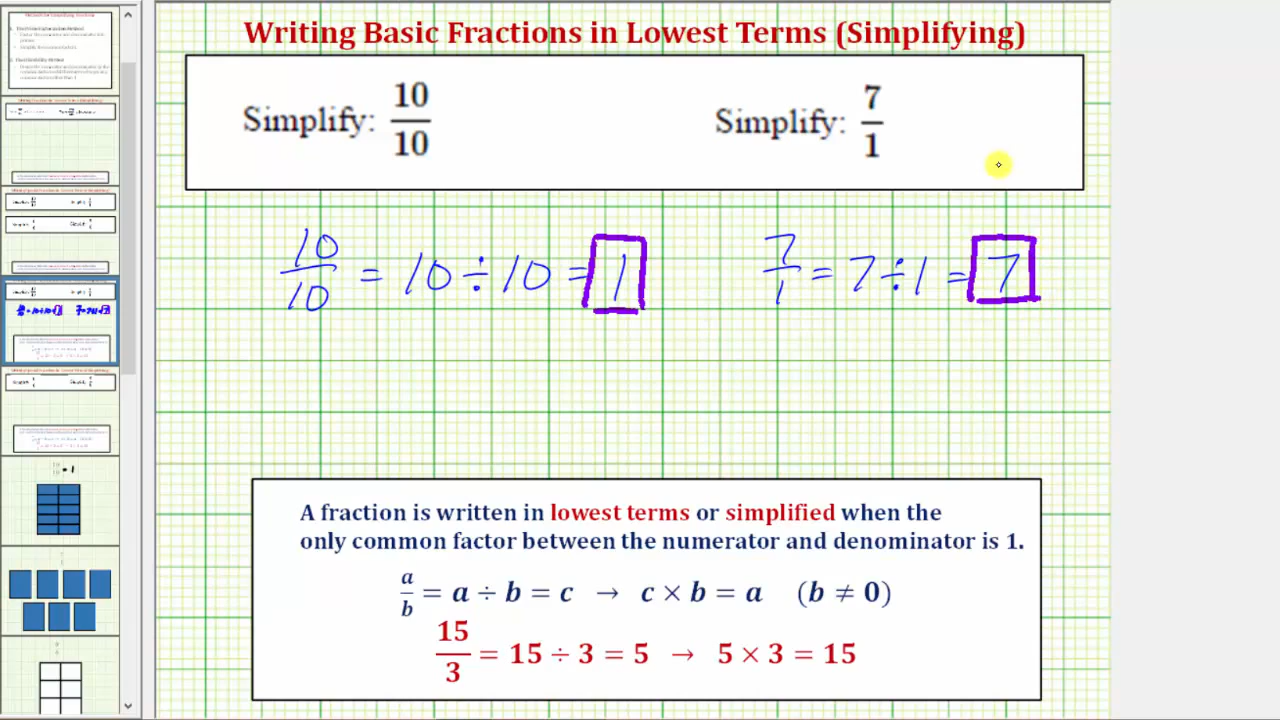 Writing Basic Fractions in Lowest Terms (Simplifying)
Simplify: 10/10 Simplify: 7/1
10/10 = 10 ÷ 10 = 1 7/1 = 7 ÷ 1 = 7
A fraction is written in lowest terms or simplified when the
only common factor between the numerator and denominator is 1.
a/b = a ÷ b = c → c × b = a (b ≠ 0)
15/3 = 15 ÷ 3 = 5 → 5 × 3 = 15